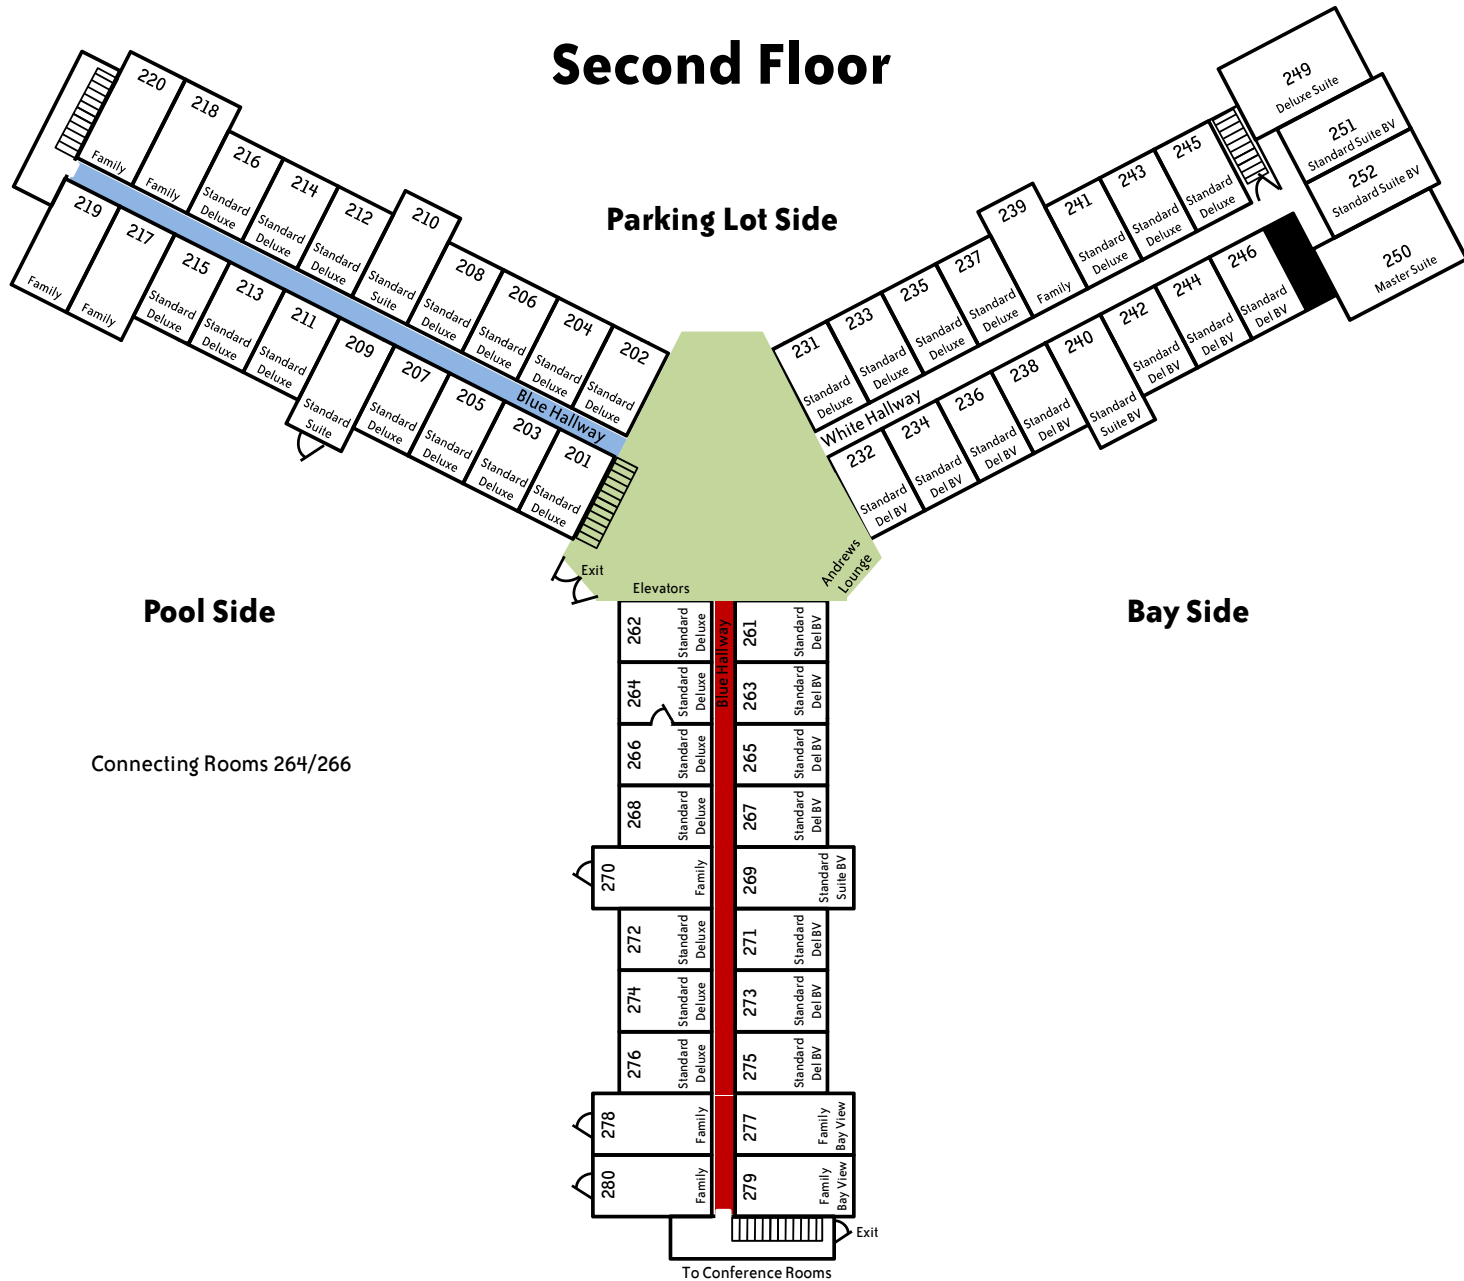 Second Floor
Parking Lot Side
Pool Side
Bay Side
Connecting Rooms 264/266
220
Family
218
Family
216
Standard
Deluxe
214
Standard
Deluxe
212
Standard
Deluxe
210
Standard
Suite
208
Standard
Deluxe
206
Standard
Deluxe
204
Standard
Deluxe
202
Standard
Deluxe
Blue Hallway
219
Family
217
Family
215
Standard
Deluxe
213
Standard
Deluxe
211
Standard
Deluxe
209
Standard
Suite
207
Standard
Deluxe
205
Standard
Deluxe
203
Standard
Deluxe
201
Standard
Deluxe
231
Standard
Deluxe
233
Standard
Deluxe
235
Standard
Deluxe
237
Standard
Deluxe
239
Family
241
Standard
Deluxe
243
Standard
Deluxe
245
Standard
Deluxe
249
Deluxe Suite
251
Standard Suite BV
252
Standard Suite BV
250
Master Suite
White Hallway
232
Standard
Del BV
234
Standard
Del BV
236
Standard
Del BV
238
Standard
Del BV
240
Standard
Suite BV
242
Standard
Del BV
244
Standard
Del BV
246
Standard
Del BV
Andrews
Lounge
Exit
Elevators
Blue Hallway
262
Standard
Deluxe
261
Standard
Del BV
264
Standard
Deluxe
263
Standard
Del BV
266
Standard
Deluxe
265
Standard
Del BV
268
Standard
Deluxe
267
Standard
Del BV
270
Family
269
Standard
Suite BV
272
Standard
Deluxe
271
Standard
Del BV
274
Standard
Deluxe
273
Standard
Del BV
276
Standard
Deluxe
275
Standard
Del BV
278
Family
277
Family
Bay View
280
Family
279
Family
Bay View
Exit
To Conference Rooms